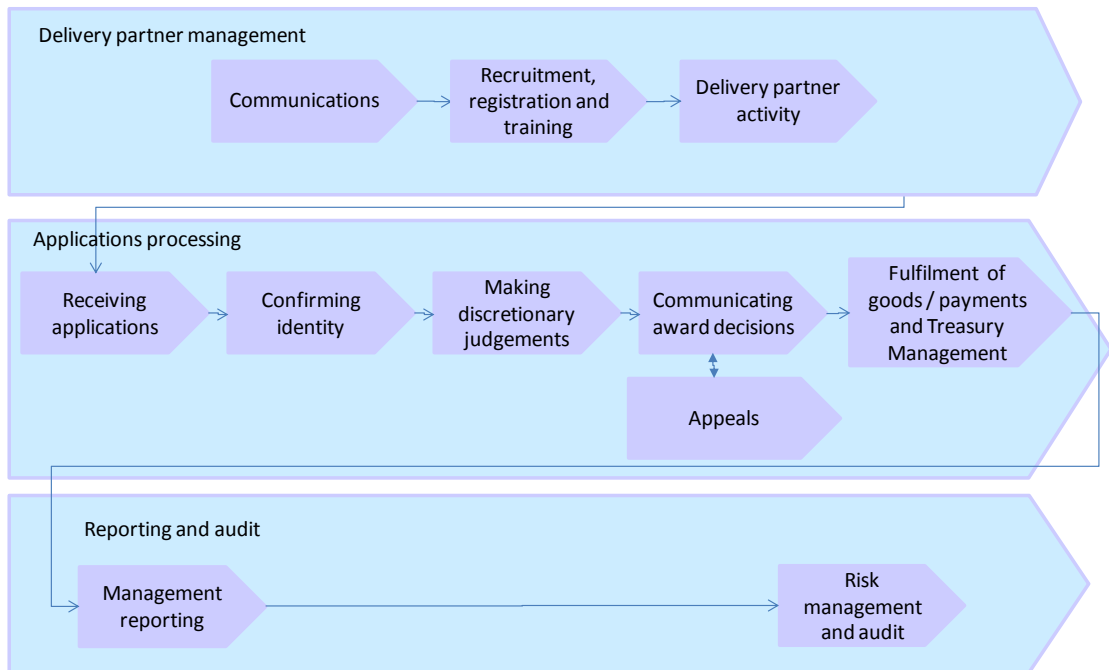 Delivery partner management
Communications
Recruitment,
registration and
training
Delivery partner
activity
Applications processing
Receiving
applications
Confirming
identity
Making
discretionary
judgements
Communicating
award decisions
Fulfilment of
goods / payments
and Treasury
Management
Appeals
Reporting and audit
Management
reporting
Risk
management
and audit